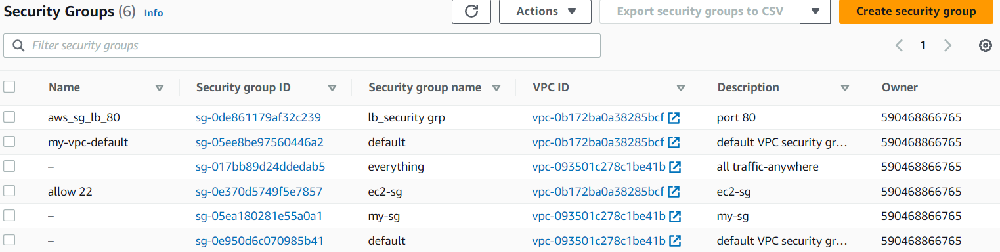 Security Groups (6) Info
Actions
Export security groups to CSV
Create security group
Filter security groups
1
Name Security group ID Security group name VPC ID Description Owner
aws_sg_lb_80 sg-0de861179af32c239 lb_security grp vpc-0b172ba0a38285bcf port 80 590468866765
my-vpc-default sg-05ee8be97560446a2 default vpc-0b172ba0a38285bcf default VPC security gr... 590468866765
– sg-017bb89d24ddedab5 everything vpc-093501c278c1be41b all traffic-anywhere 590468866765
allow 22 sg-0e370d5749f5e7857 ec2-sg vpc-0b172ba0a38285bcf ec2-sg 590468866765
– sg-05ea180281e55a0a1 my-sg vpc-093501c278c1be41b my-sg 590468866765
– sg-0e950d6c070985b41 default vpc-093501c278c1be41b default VPC security gr... 590468866765